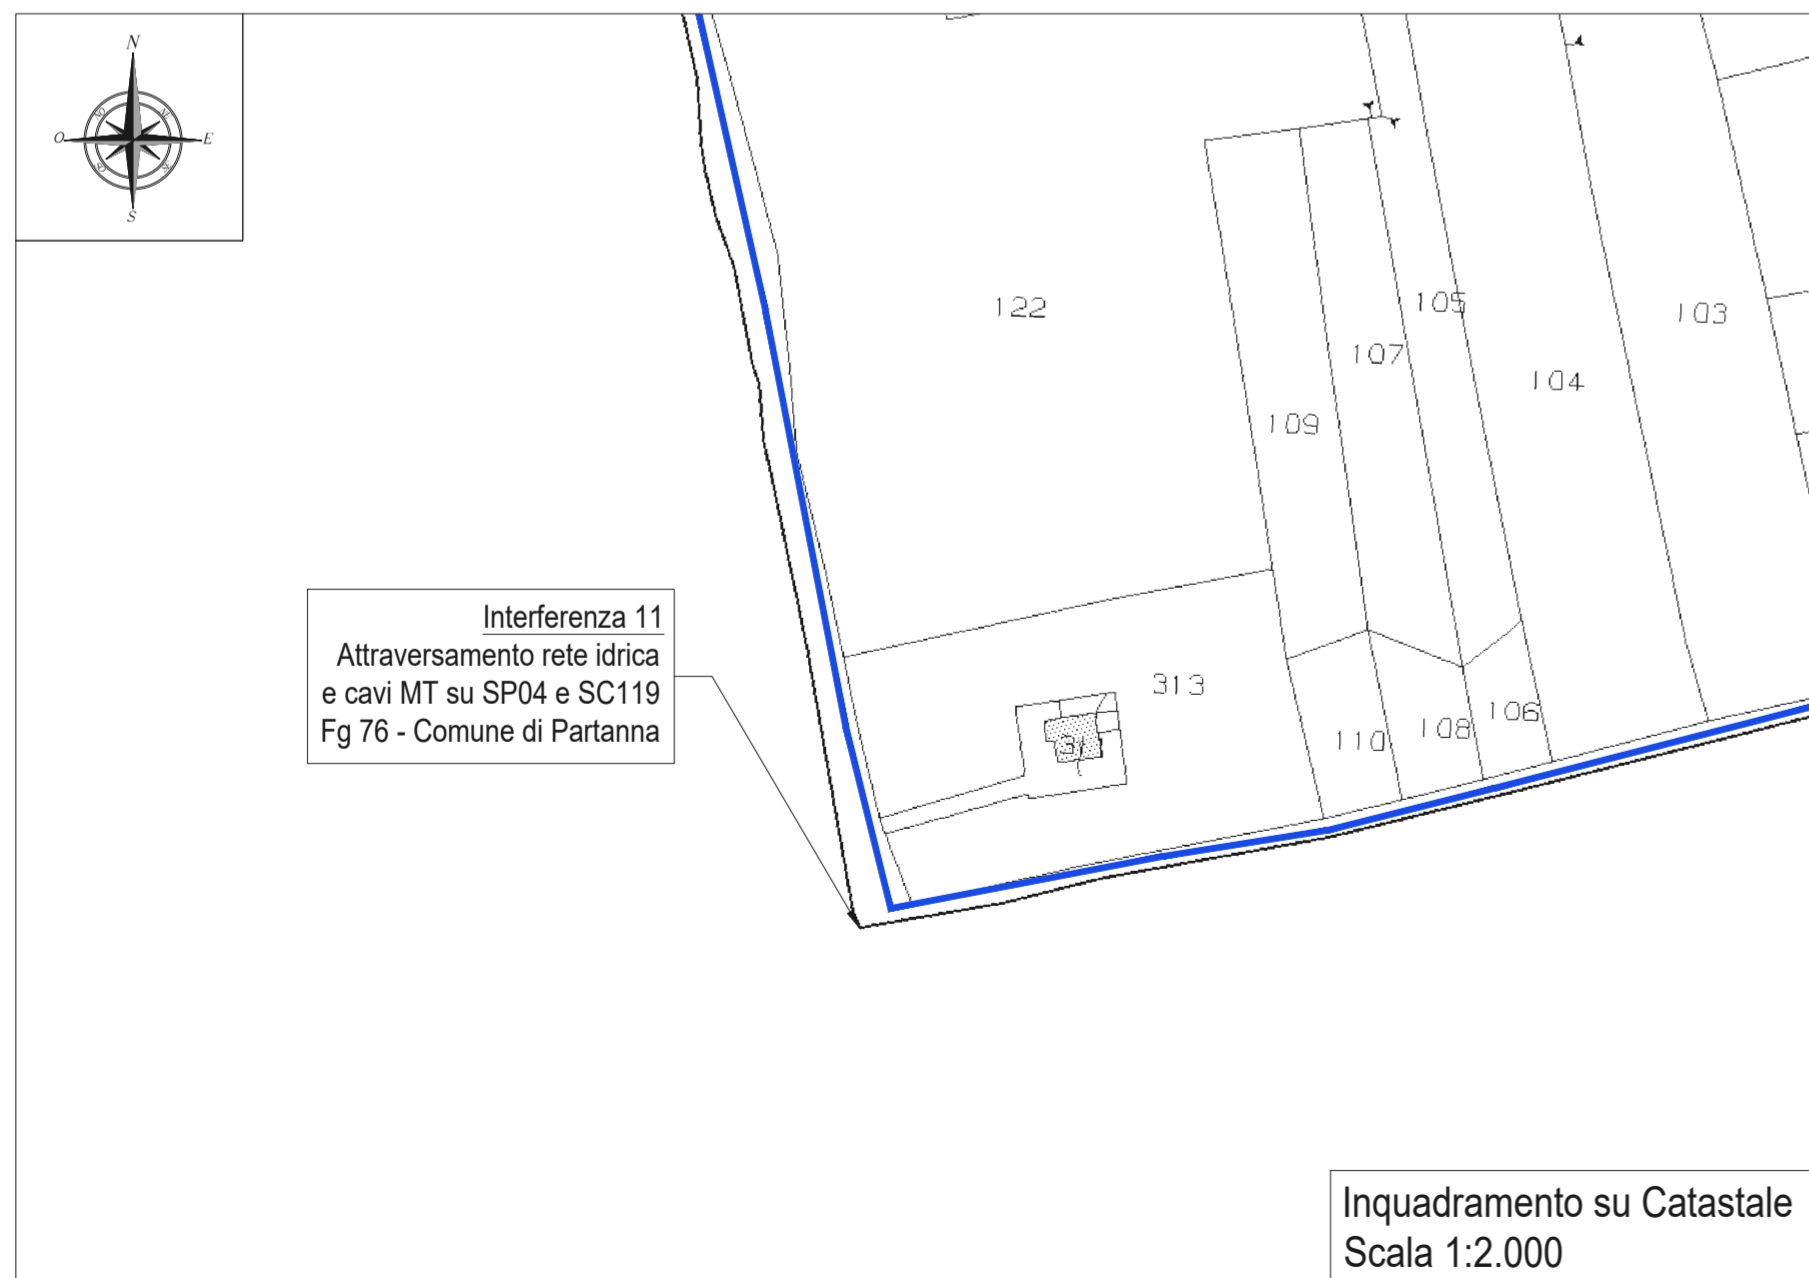 N
O
E
S
122
105
103
107
104
109
Interferenza 11
Attraversamento rete idrica
e cavi MT su SP04 e SC119
Fg 76 - Comune di Partanna
313
106
108
110
Inquadramento su Catastale
Scala 1:2.000